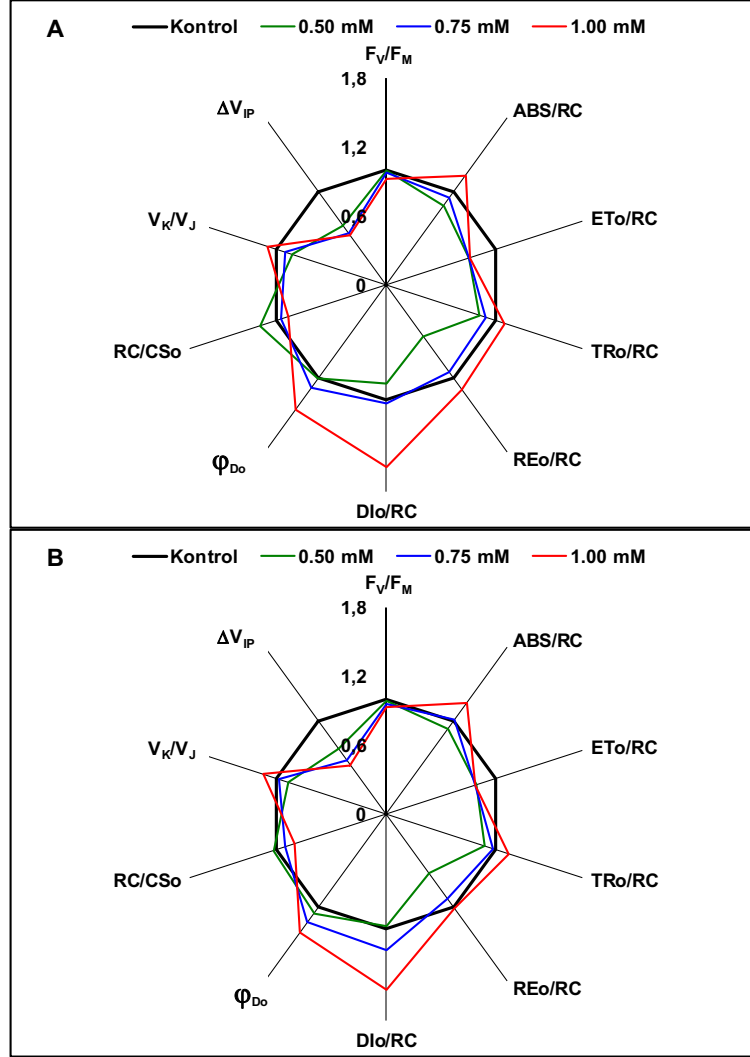 A
Kontrol 0.50 mM 0.75 mM 1.00 mM
FV/FM
1,8
ΔVIP
ABS/RC
1,2
VK/VJ
0,6
ETo/RC
0
RC/CSo
TRo/RC
φDo
REo/RC
DIo/RC
B
Kontrol 0.50 mM 0.75 mM 1.00 mM
FV/FM
1,8
ΔVIP
ABS/RC
1,2
VK/VJ
0,6
ETo/RC
0
RC/CSo
TRo/RC
φDo
REo/RC
DIo/RC